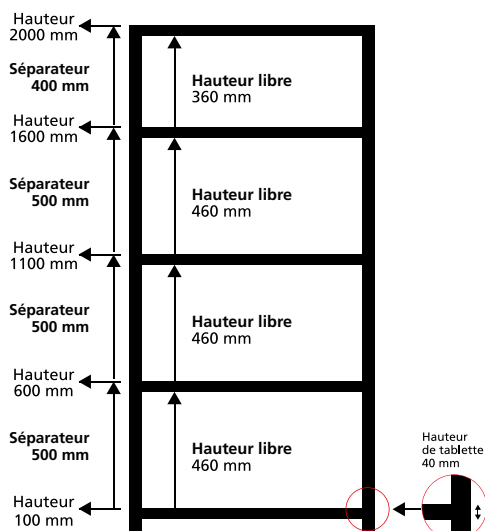 Hauteur
2000 mm
Séparateur
400 mm
Hauteur libre
360 mm
Hauteur
1600 mm
Séparateur
500 mm
Hauteur libre
460 mm
Hauteur
1100 mm
Séparateur
500 mm
Hauteur libre
460 mm
Hauteur
600 mm
Séparateur
500 mm
Hauteur libre
460 mm
Hauteur
de tablette
40 mm
Hauteur
100 mm